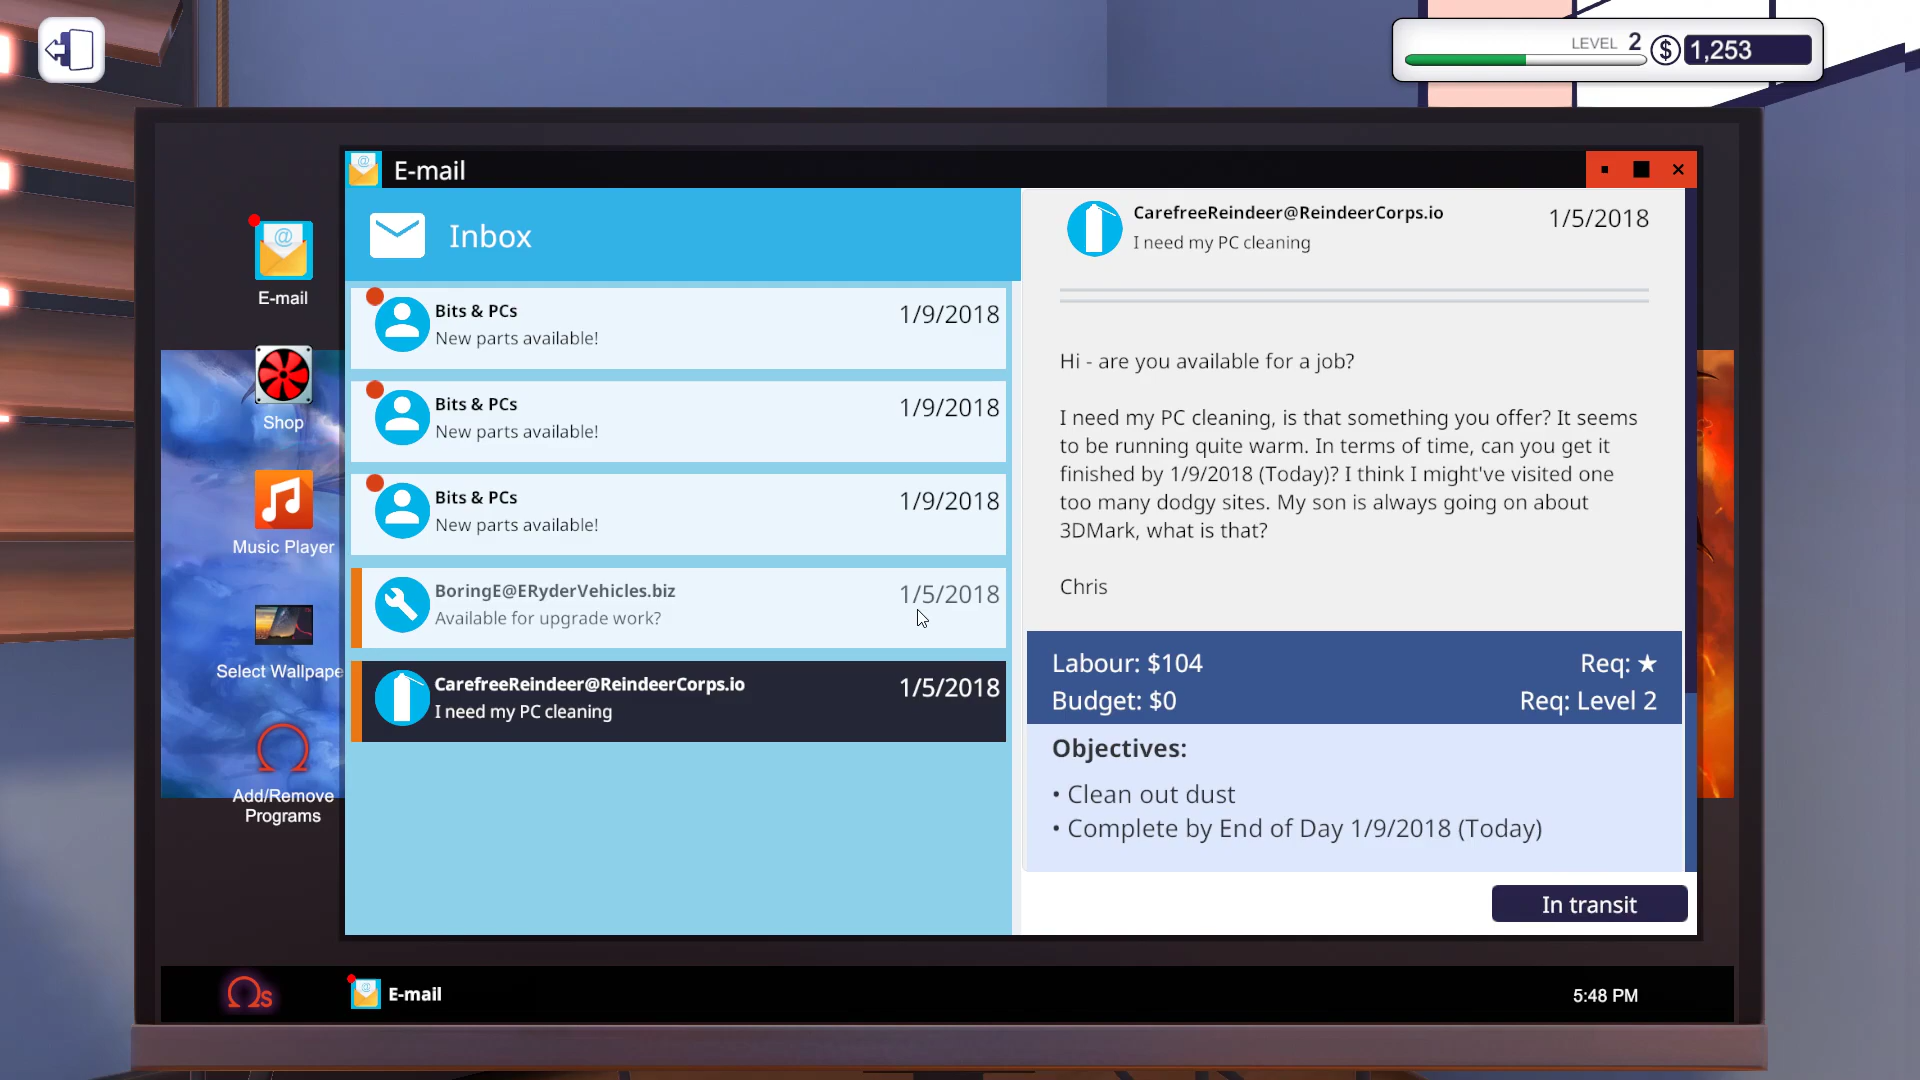 LEVEL 2 $ 1,253
E-mail
E-mail
Shop
Music Player
Select Wallpape
Add/Remove
Programs
Inbox
Bits & PCs
1/9/2018
New parts available!
Bits & PCs
1/9/2018
New parts available!
Bits & PCs
1/9/2018
New parts available!
BoringE@ERyderVehicles.biz
1/5/2018
Available for upgrade work?
CarefreeReindeer@ReindeerCorps.io
1/5/2018
I need my PC cleaning
CarefreeReindeer@ReindeerCorps.io
1/5/2018
I need my PC cleaning
Hi - are you available for a job?
I need my PC cleaning, is that something you offer? It seems
to be running quite warm. In terms of time, can you get it
finished by 1/9/2018 (Today)? I think I might've visited one
too many dodgy sites. My son is always going on about
3DMark, what is that?
Chris
Labour: $104
Req: ★
Budget: $0
Req: Level 2
Objectives:
• Clean out dust
• Complete by End of Day 1/9/2018 (Today)
In transit
Ωs
E-mail
5:48 PM